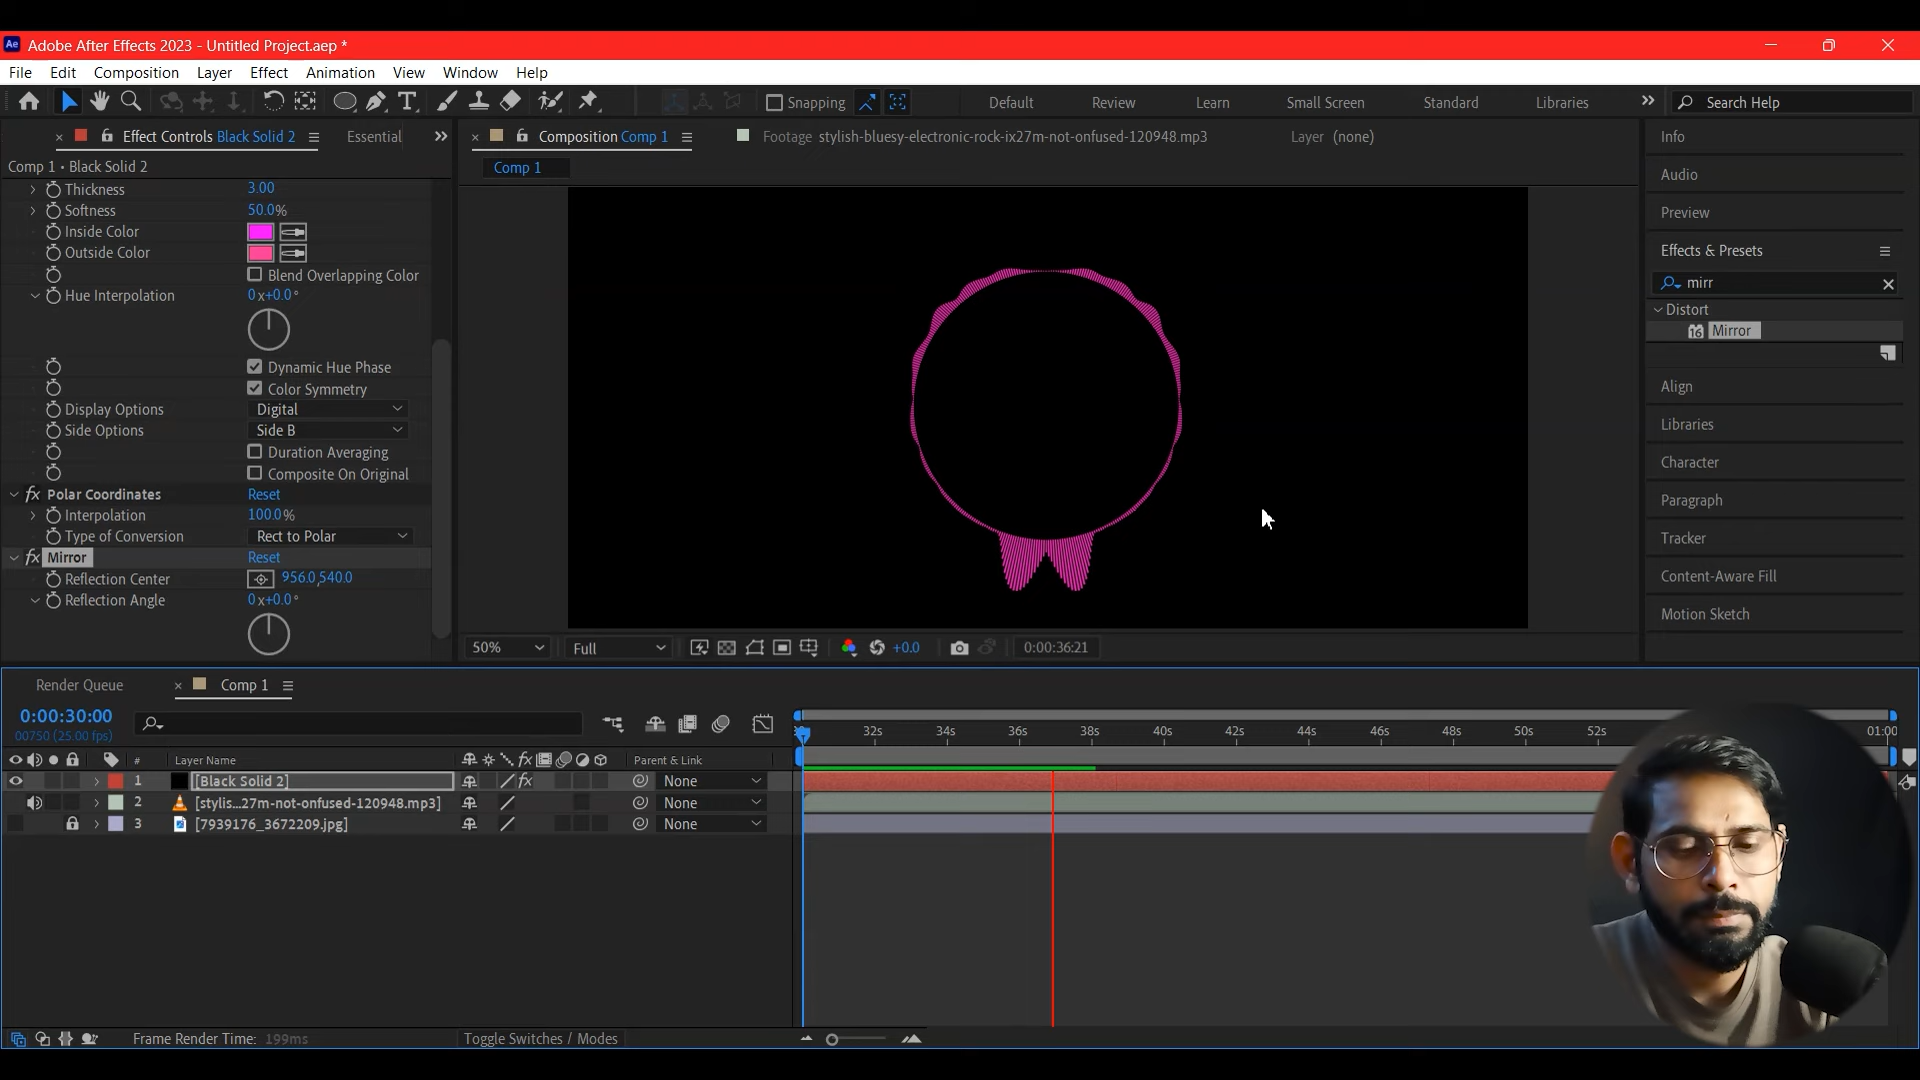 Ae Adobe After Effects 2023 - Untitled Project.aep *
File Edit Composition Layer Effect Animation View Window Help
Snapping Default Review Learn Small Screen Standard Libraries Search Help
Effect Controls Black Solid 2 Essential
Composition Comp 1 Footage stylish-bluesy-electronic-rock-ix27m-not-onfused-120948.mp3 Layer (none)
Comp 1 • Black Solid 2
Comp 1
Thickness 3.00
Softness 50.0%
Inside Color
Outside Color
Blend Overlapping Color
Hue Interpolation 0x+0.0°
Dynamic Hue Phase
Color Symmetry
Display Options Digital
Side Options Side B
Duration Averaging
Composite On Original
fx Polar Coordinates Reset
Interpolation 100.0%
Type of Conversion Rect to Polar
fx Mirror Reset
Reflection Center 956.0,540.0
Reflection Angle 0x+0.0°
50% Full +0.0 0:00:36:21
Info
Audio
Preview
Effects & Presets
mirr
Distort
16 Mirror
Align
Libraries
Character
Paragraph
Tracker
Content-Aware Fill
Motion Sketch
Render Queue Comp 1
0:00:30:00
00750 (25.00 fps)
32s 34s 36s 38s 40s 42s 44s 46s 48s 50s 52s 01:00
# Layer Name fx Parent & Link
1 [Black Solid 2] fx None
2 [stylis...27m-not-onfused-120948.mp3] None
3 [7939176_3672209.jpg] None
Frame Render Time: 199ms Toggle Switches / Modes